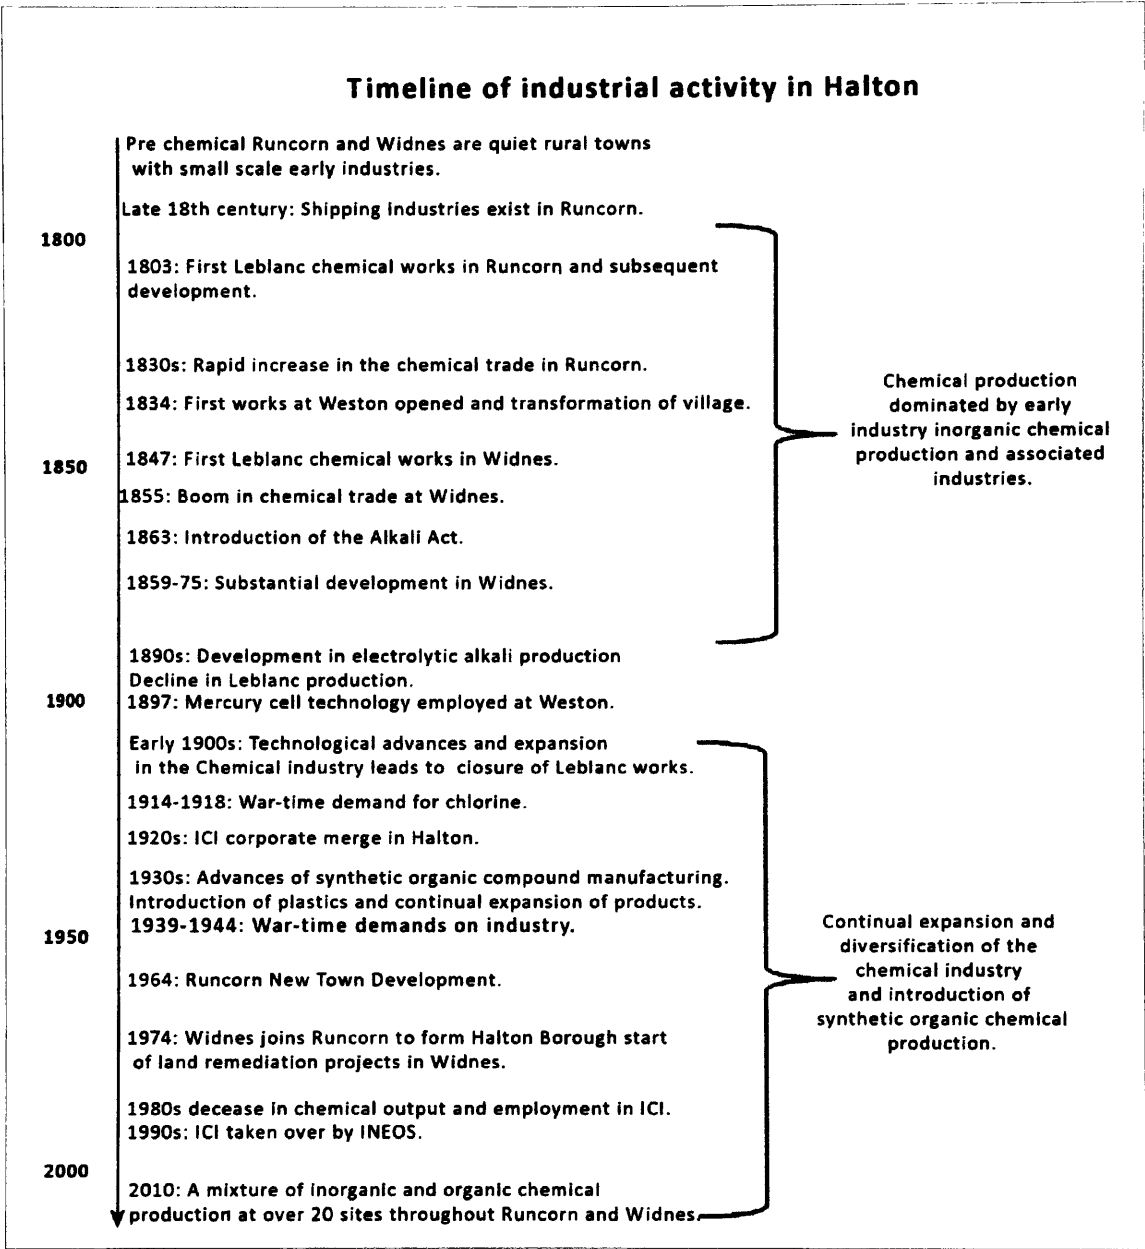 Timeline of industrial activity in Halton
Pre chemical Runcorn and Widnes are quiet rural towns
with small scale early industries.
Late 18th century: Shipping industries exist in Runcorn.
1800
1803: First Leblanc chemical works in Runcorn and subsequent
development.
1830s: Rapid increase in the chemical trade in Runcorn.
1834: First works at Weston opened and transformation of village.
1847: First Leblanc chemical works in Widnes.
1850
1855: Boom in chemical trade at Widnes.
1863: Introduction of the Alkali Act.
1859-75: Substantial development in Widnes.
Chemical production
dominated by early
industry inorganic chemical
production and associated
industries.
1890s: Development in electrolytic alkali production
Decline in Leblanc production.
1900
1897: Mercury cell technology employed at Weston.
Early 1900s: Technological advances and expansion
in the Chemical industry leads to closure of Leblanc works.
1914-1918: War-time demand for chlorine.
1920s: ICI corporate merge in Halton.
1930s: Advances of synthetic organic compound manufacturing.
Introduction of plastics and continual expansion of products.
1939-1944: War-time demands on industry.
1950
1964: Runcorn New Town Development.
1974: Widnes joins Runcorn to form Halton Borough start
of land remediation projects in Widnes.
1980s decease in chemical output and employment in ICI.
1990s: ICI taken over by INEOS.
2000
2010: A mixture of inorganic and organic chemical
production at over 20 sites throughout Runcorn and Widnes.
Continual expansion and
diversification of the
chemical industry
and introduction of
synthetic organic chemical
production.